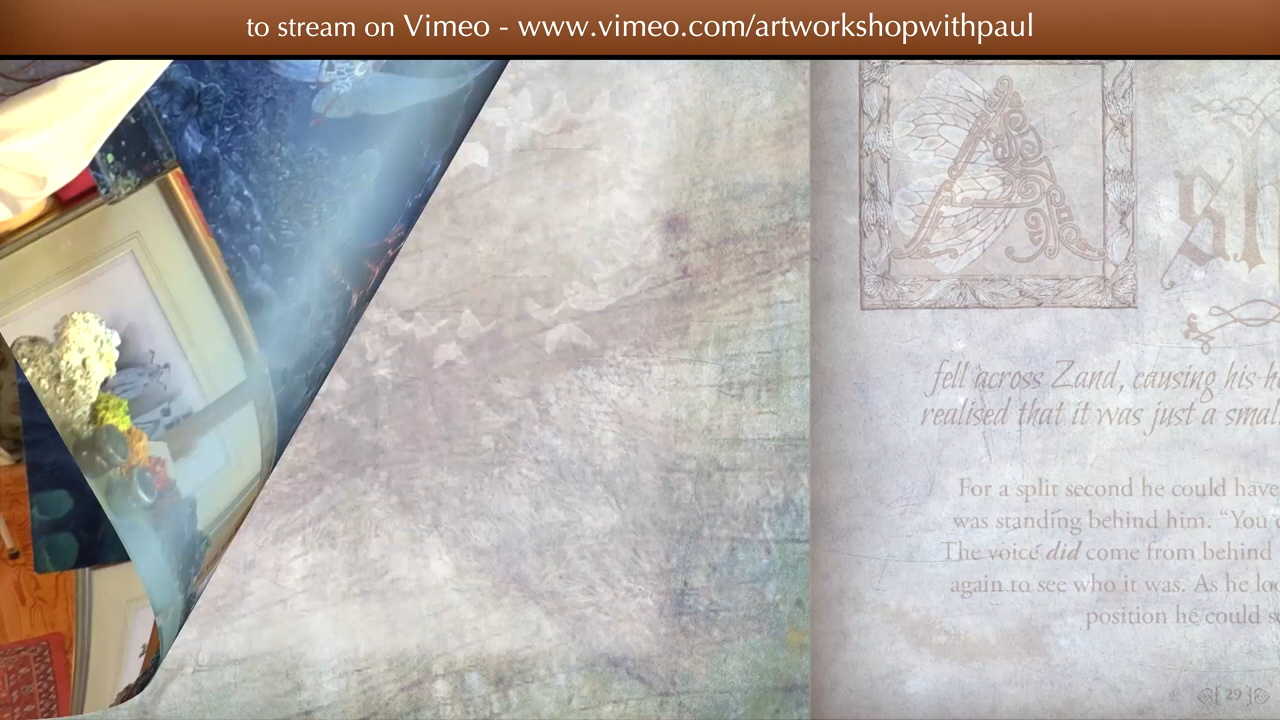 to stream on Vimeo - www.vimeo.com/artworkshopwithpaul
A
fell across Zand, causing his
realised that it was just a small
For a split second he could have
was standing behind him. “You
The voice did come from behind
again to see who it was. As he
position he could
29